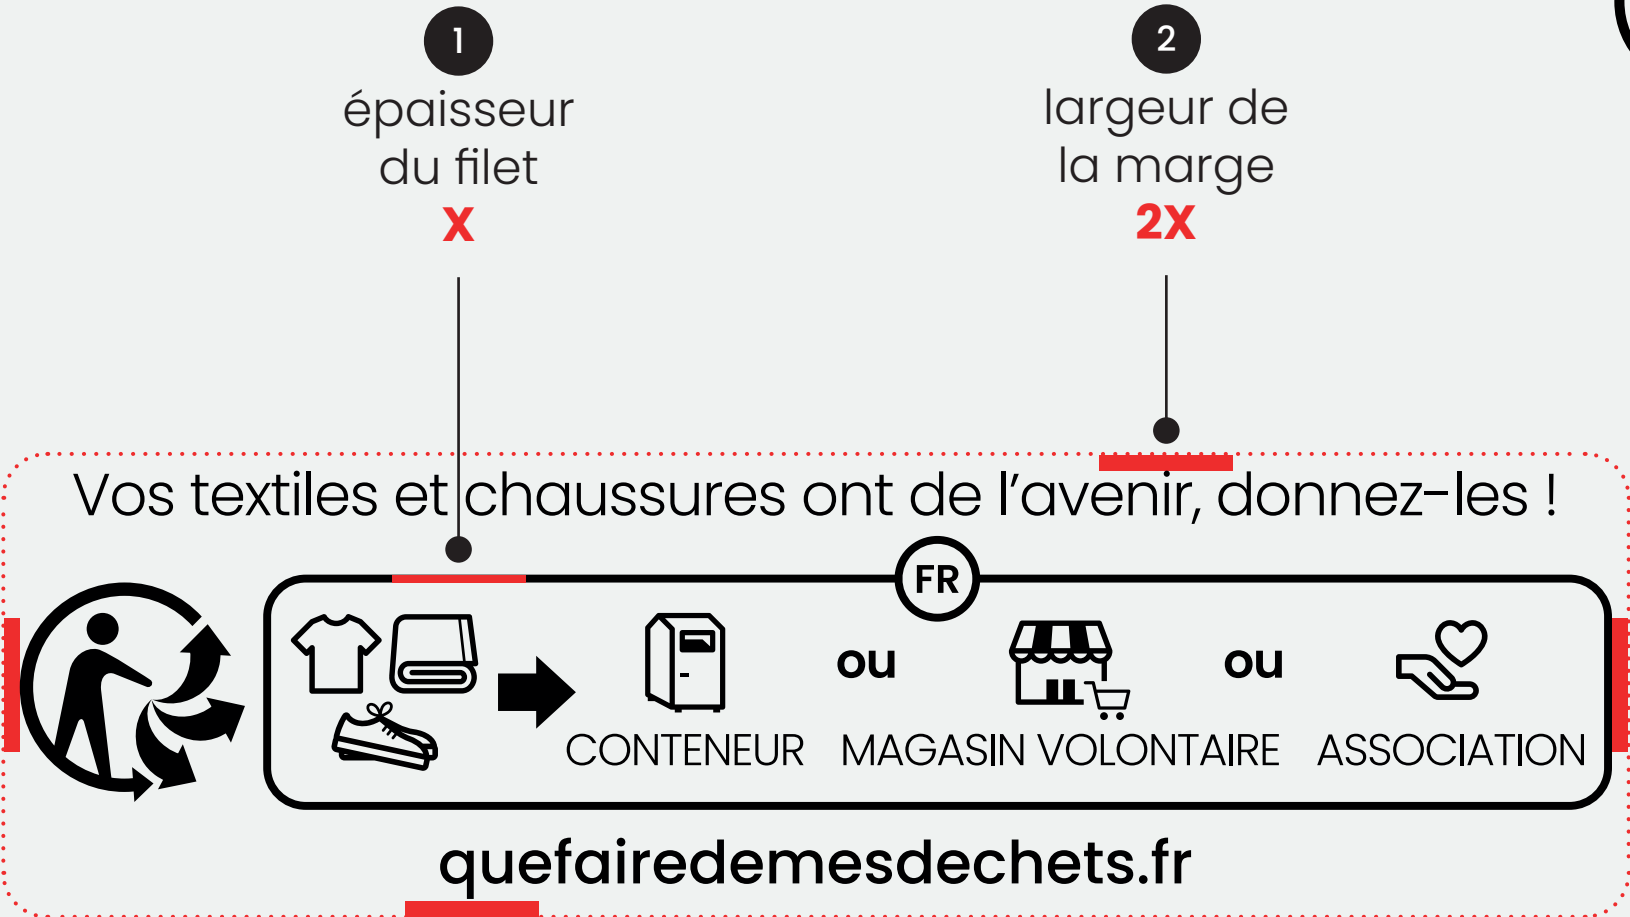 1
épaisseur
du filet
X
2
largeur de
la marge
2X
Vos textiles et chaussures ont de l’avenir, donnez-les !
FR
ou
ou
CONTENEUR
MAGASIN VOLONTAIRE
ASSOCIATION
quefairedemesdechets.fr